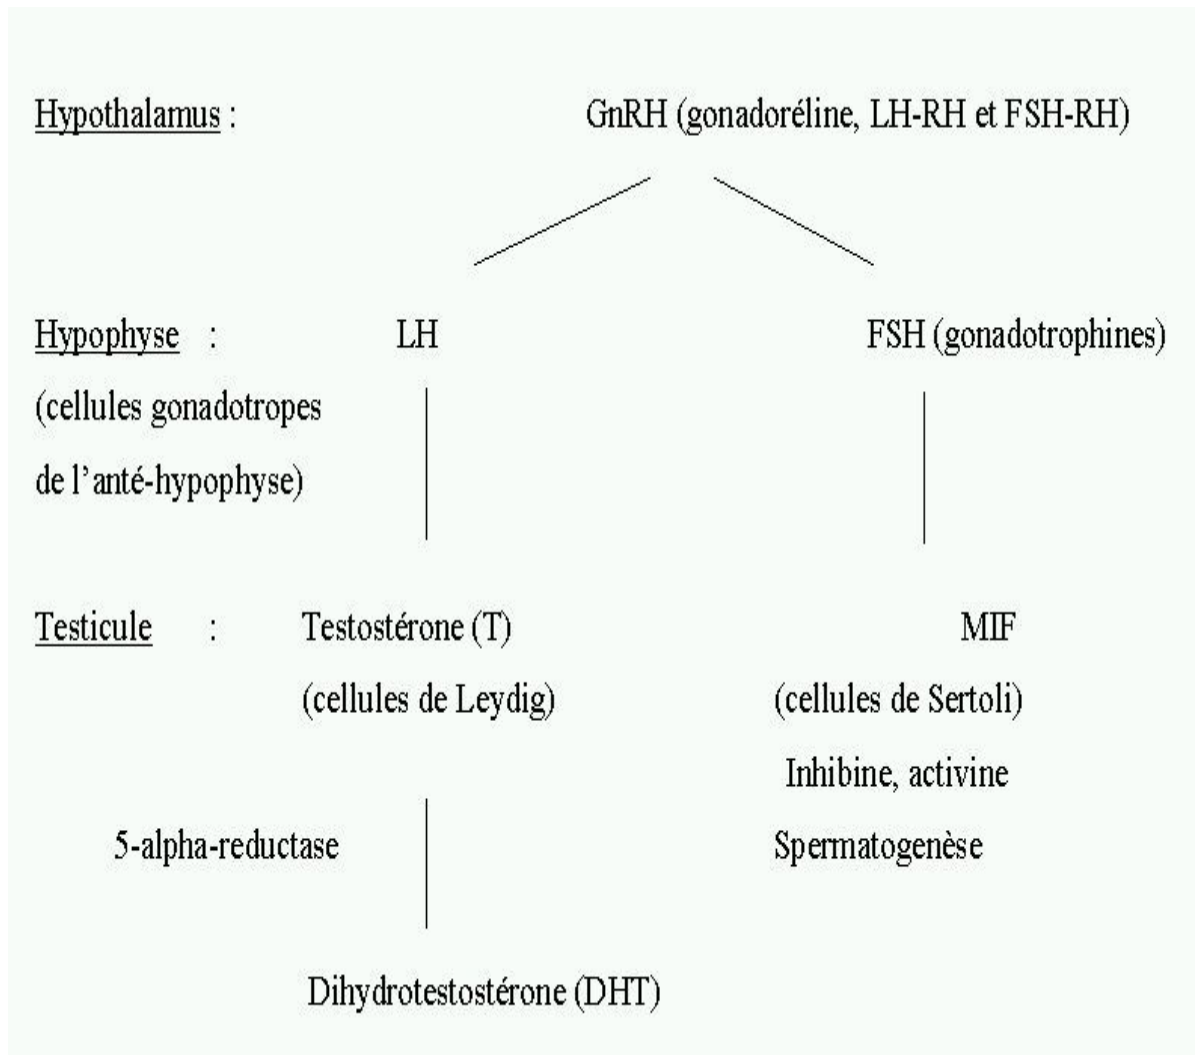 Hypothalamus : GnRH (gonadoréline, LH-RH et FSH-RH)
Hypophyse : LH FSH (gonadotrophines)
(cellules gonadotropes
de l’anté-hypophyse)
Testicule : Testostérone (T) MIF
(cellules de Leydig) (cellules de Sertoli)
Inhibine, activine
5-alpha-reductase Spermatogenèse
Dihydrotestostérone (DHT)